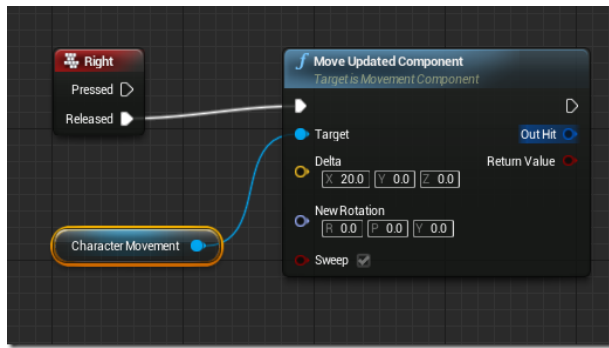 Right
Pressed
Released
Character Movement
Move Updated Component
Target is Movement Component
Target
Out Hit
Delta
Return Value
X 20.0 Y 0.0 Z 0.0
New Rotation
R 0.0 P 0.0 Y 0.0
Sweep